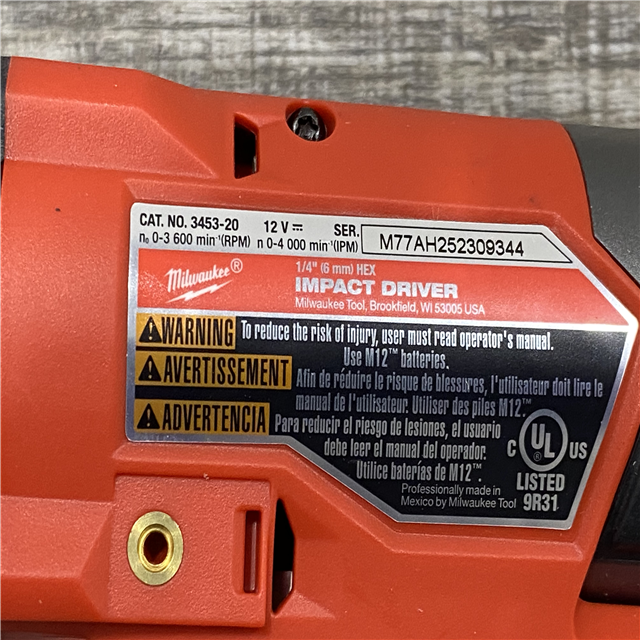 CAT. NO. 3453-20 12 V ⎓ SER. M77AH252309344
n₀ 0-3 600 min⁻¹(RPM) n 0-4 000 min⁻¹(IPM)
Milwaukee®
1/4" (6 mm) HEX
IMPACT DRIVER
Milwaukee Tool, Brookfield, WI 53005 USA
WARNING To reduce the risk of injury, user must read operator's manual.
Use M12™ batteries.
AVERTISSEMENT Afin de réduire le risque de blessures, l'utilisateur doit lire le
manual de l'utilisateur. Utiliser des piles M12™.
ADVERTENCIA Para reducir el riesgo de lesiones, el usuario
debe leer el manual del operador.
Utilice baterías de M12™.
C UL® US
LISTED
9R31
Professionally made in
Mexico by Milwaukee Tool